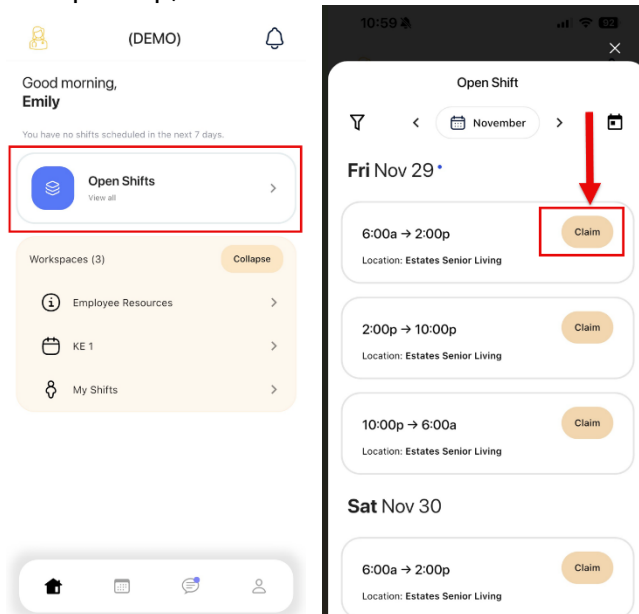 (DEMO)
Good morning,
Emily
You have no shifts scheduled in the next 7 days.
Open Shifts
View all
Workspaces (3)
Collapse
Employee Resources
KE 1
My Shifts
10:59
Open Shift
November
Fri Nov 29
6:00a → 2:00p
Claim
Location: Estates Senior Living
2:00p → 10:00p
Claim
Location: Estates Senior Living
10:00p → 6:00a
Claim
Location: Estates Senior Living
Sat Nov 30
6:00a → 2:00p
Claim
Location: Estates Senior Living